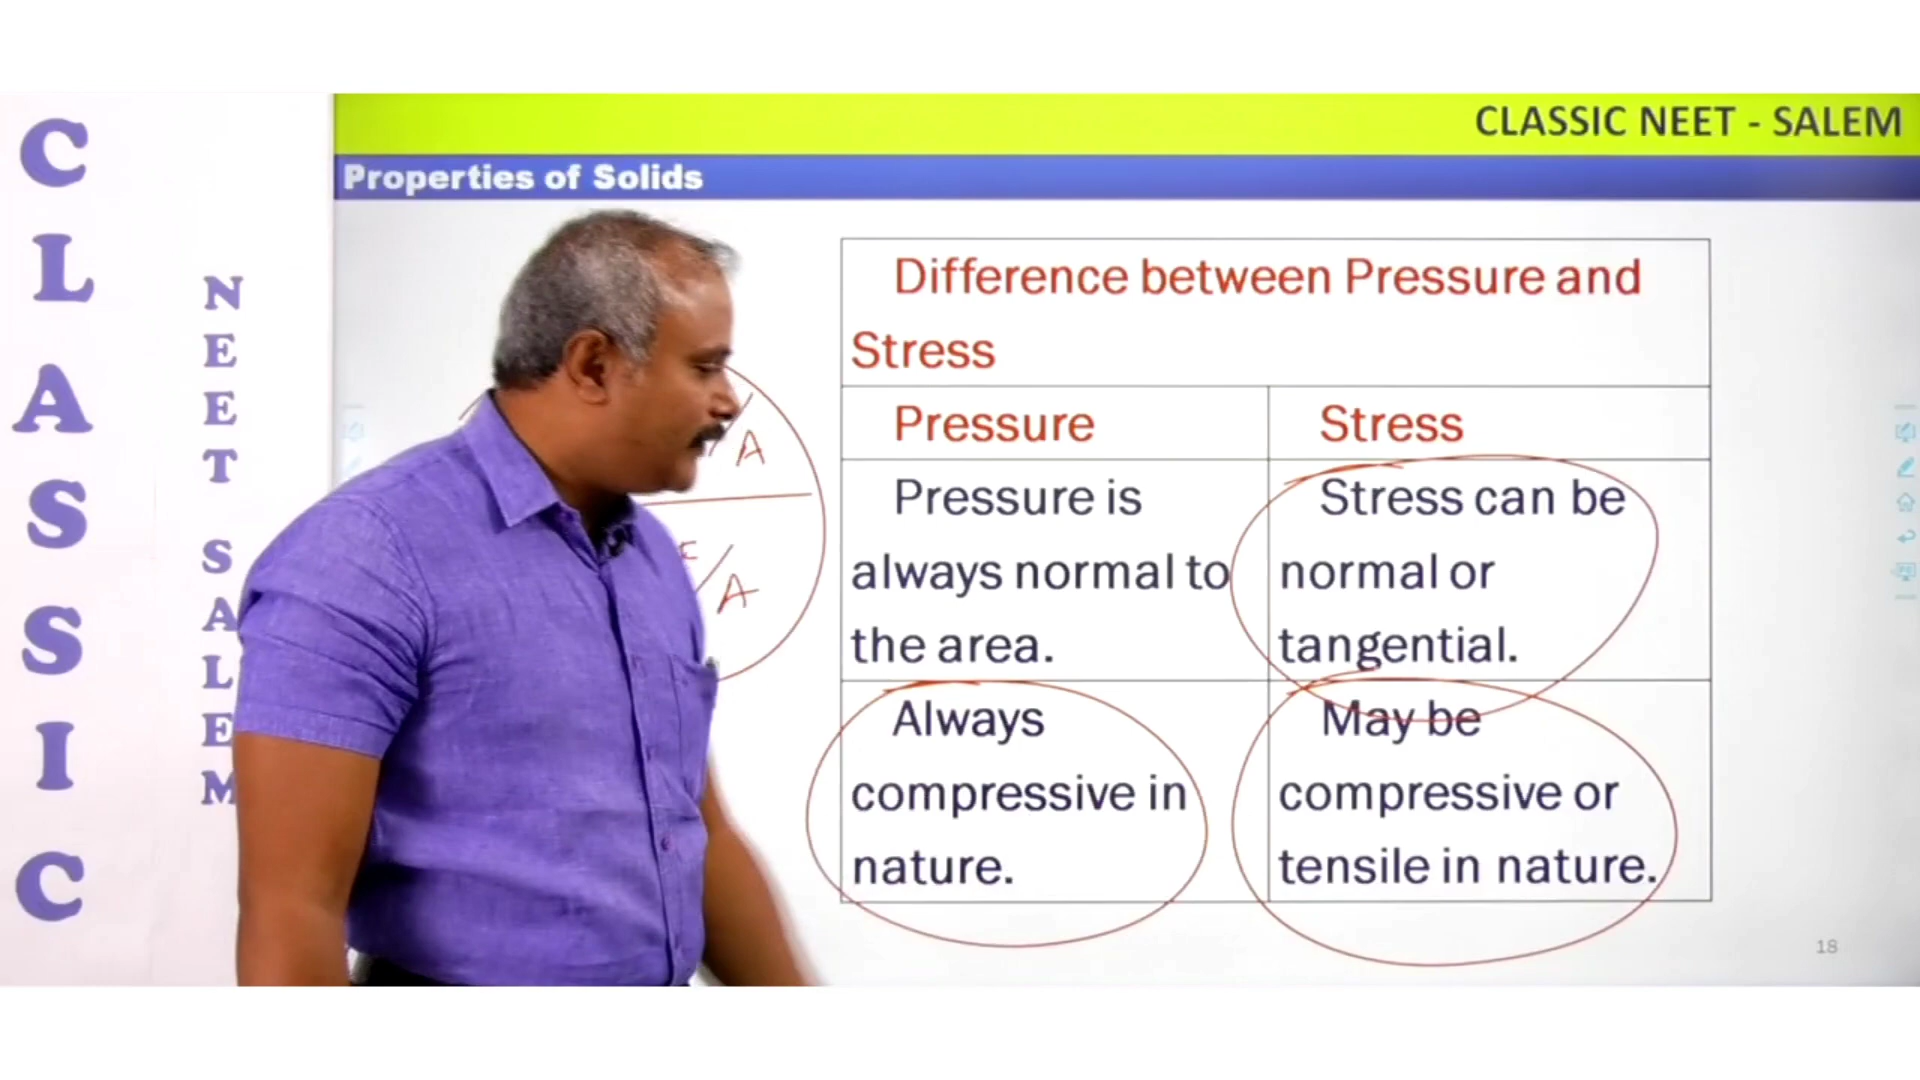 CLASSIC
NEET SALEM
CLASSIC NEET - SALEM
Properties of Solids
Difference between Pressure and
Stress
Pressure
Stress
Pressure is
always normal to
the area.
Stress can be
normal or
tangential.
Always
compressive in
nature.
May be
compressive or
tensile in nature.
A
A
18